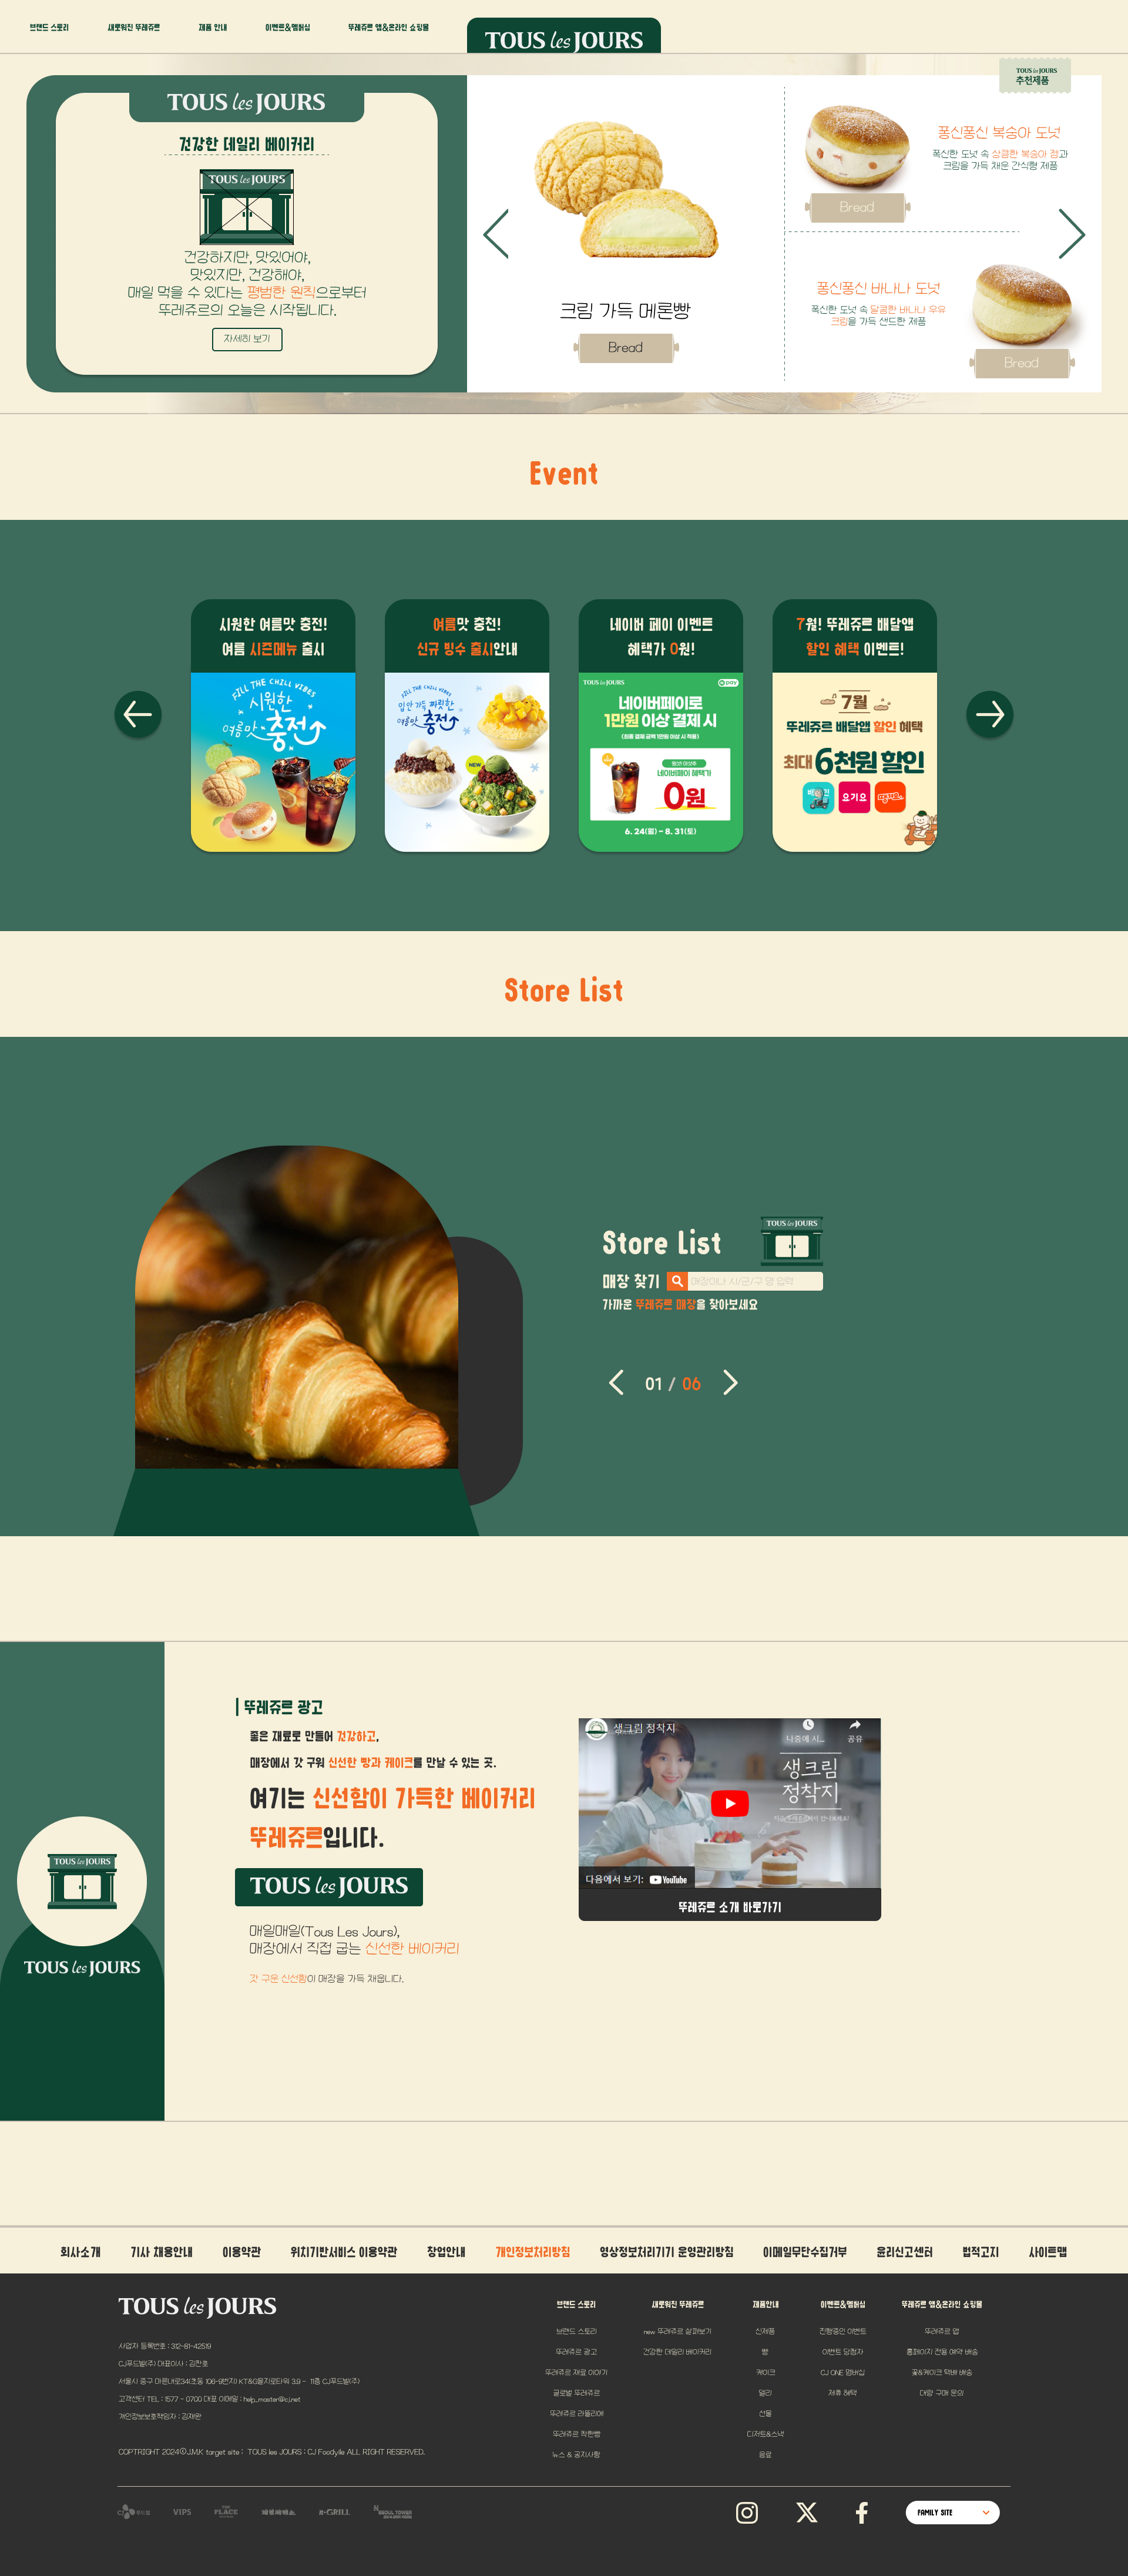 브랜드 스토리
새로워진 뚜레쥬르
제품 안내
이벤트&멤버십
뚜레쥬르 앱&온라인 쇼핑몰
TOUS les JOURS
TOUS les JOURS
건강한 데일리 베이커리
TOUS les JOURS
건강하지만, 맛있어야,
맛있지만, 건강해야,
매일 먹을 수 있다는 평범한 원칙으로부터
뚜레쥬르의 오늘은 시작됩니다.
자세히 보기
크림 가득 메론빵
Bread
TOUS les JOURS
추천제품
퐁신퐁신 복숭아 도넛
폭신한 도넛 속 상큼한 복숭아 잼과
크림을 가득 채운 간식형 제품
Bread
퐁신퐁신 바나나 도넛
폭신한 도넛 속 달콤한 바나나 우유
크림을 가득 샌드한 제품
Bread
Event
시원한 여름맛 충전!
여름 시즌메뉴 출시
FILL THE CHILL VIBES
시원한
여름맛 충전
여름맛 충전!
신규 빙수 출시안내
FILL THE CHILL VIBES
입안 가득 짜릿한
여름맛 충전
NEW
네이버 페이 이벤트
혜택가 0원!
TOUS les JOURS
pay
네이버페이로
1만원 이상 결제 시
(최종 결제 금액 1만원 이상 시 적용)
네이버페이 혜택가
0원
6. 24(월) – 8. 31(토)
7월! 뚜레쥬르 배달앱
할인 혜택 이벤트!
7월
뚜레쥬르 배달앱 할인 혜택
최대 6천원 할인
요기요
Store List
Store List
TOUS les JOURS
매장 찾기
매장이나 시/군/구 명 입력
가까운 뚜레쥬르 매장을 찾아보세요
01 / 06
TOUS les JOURS
TOUS les JOURS
뚜레쥬르 광고
좋은 재료로 만들어 건강하고,
매장에서 갓 구워 신선한 빵과 케이크를 만날 수 있는 곳.
여기는 신선함이 가득한 베이커리
뚜레쥬르입니다.
TOUS les JOURS
매일매일(Tous Les Jours),
매장에서 직접 굽는 신선한 베이커리
갓 구운 신선함이 매장을 가득 채웁니다.
생크림 정착지
나중에 시...
공유
생크림
정착지
다음에서 보기: YouTube
뚜레쥬르 소개 바로가기
회사소개
기사 채용안내
이용약관
위치기반서비스 이용약관
창업안내
개인정보처리방침
영상정보처리기기 운영관리방침
이메일무단수집거부
윤리신고센터
법적고지
사이트맵
TOUS les JOURS
사업자 등록번호 : 312-81-42519
CJ푸드빌(주) 대표이사 : 김찬호
서울시 중구 마른내로34(초동 106-9번지) KT&G을지로타워 3,9 - 11층 CJ푸드빌(주)
고객센터 TEL : 1577 - 0700 대표 이메일 : help_master@cj.net
개인정보보호책임자 : 김재완
COPTRIGHT 2024ⓒJ.M.K target site : TOUS les JOURS : CJ Foodylle ALL RIGHT RESERVED.
브랜드 스토리
브랜드 스토리
뚜레쥬르 광고
뚜레쥬르 재료 이야기
글로벌 뚜레쥬르
뚜레쥬르 라뜰리에
뚜레쥬르 착한빵
뉴스 & 공지사항
새로워진 뚜레쥬르
new 뚜레쥬르 살펴보기
건강한 데일리 베이커리
제품안내
신제품
빵
케이크
델리
선물
디저트&스낵
음료
이벤트&멤버십
진행중인 이벤트
이벤트 당첨자
CJ ONE 멤버십
제휴 혜택
뚜레쥬르 앱&온라인 쇼핑몰
뚜레쥬르 앱
홈페이지 전용 예약 배송
꽃&케이크 택배 배송
대량 구매 문의
VIPS
THE PLACE
N SEOUL TOWER
FAMILY SITE